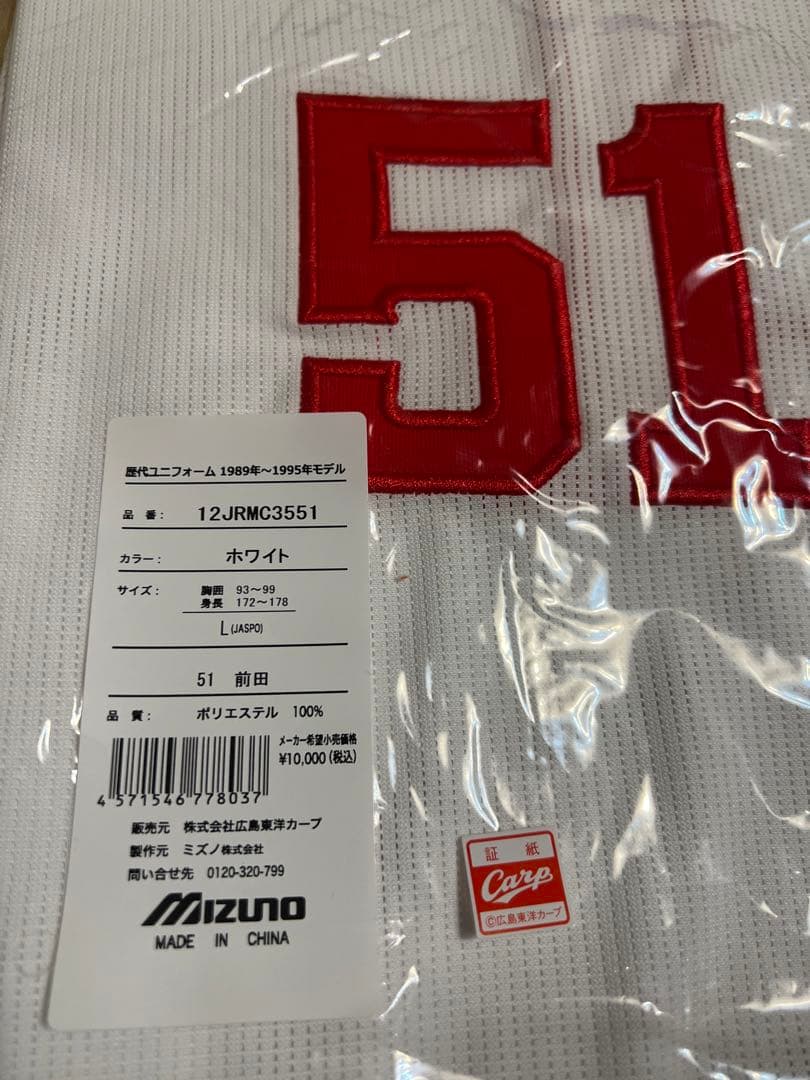 51
歴代ユニフォーム 1989年～1995年モデル
品 番： 12JRMC3551
カラー： ホワイト
サイズ： 胸囲 93～99
身長 172～178
L (JASPO)
51 前田
品 質： ポリエステル 100%
メーカー希望小売価格
¥10,000(税込)
4 571546 778037
販売元 株式会社広島東洋カープ
製作元 ミズノ株式会社
問い合せ先 0120-320-799
MIZUNO
MADE IN CHINA
証 紙
Carp
©広島東洋カープ